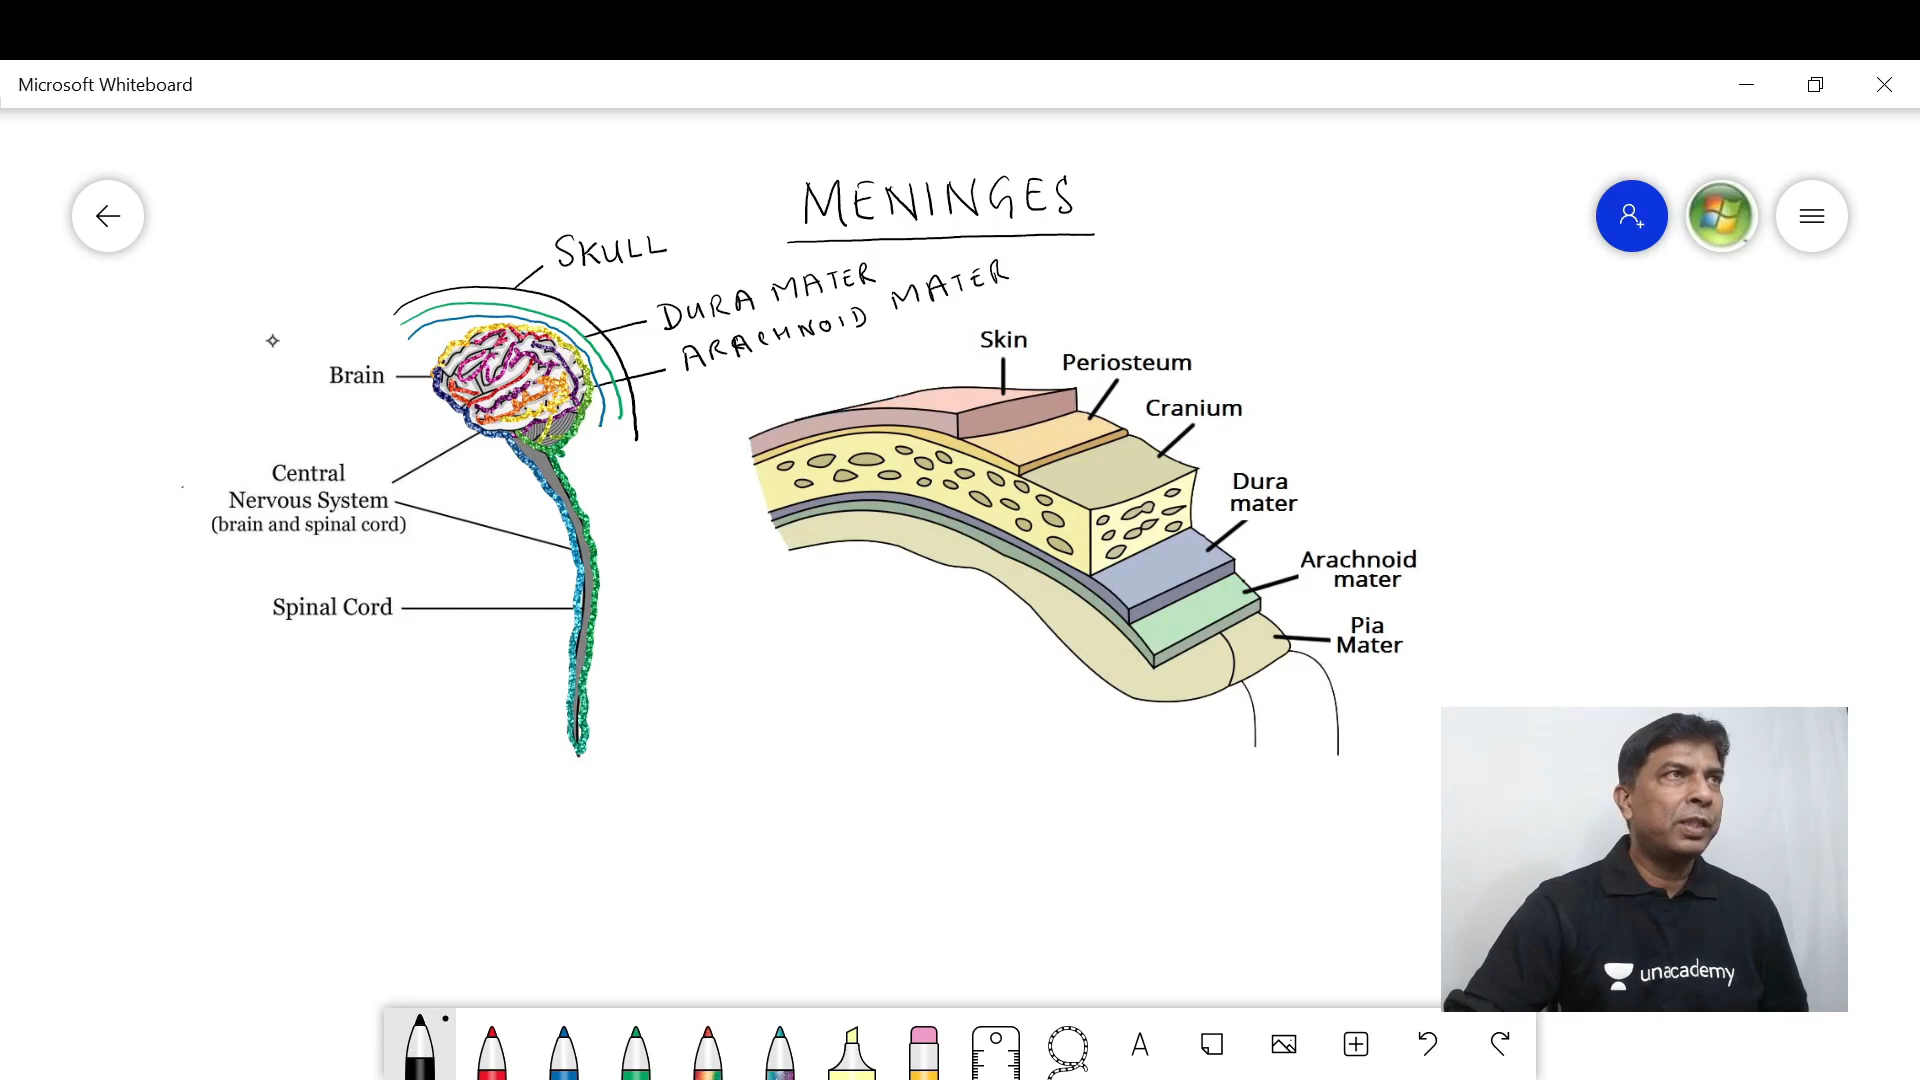 Microsoft Whiteboard
MENINGES
SKULL
DURA MATER
ARACHNOID MATER
Brain
Central
Nervous System
(brain and spinal cord)
Spinal Cord
Skin
Periosteum
Cranium
Dura
mater
Arachnoid
mater
Pia
Mater
unacademy
A